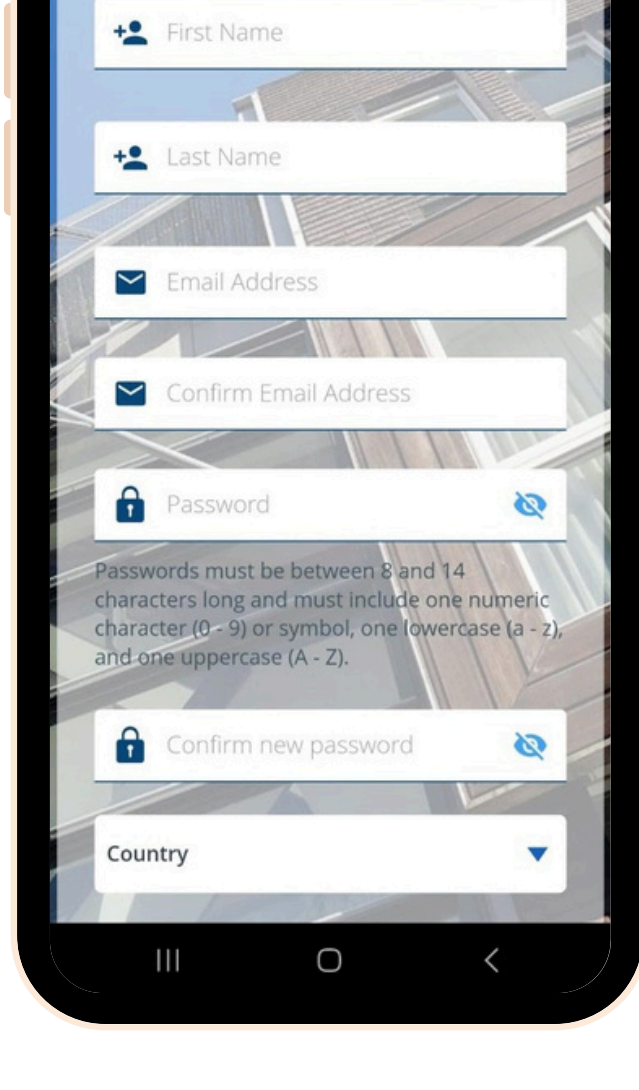 First Name
Last Name
Email Address
Confirm Email Address
Password
Passwords must be between 8 and 14
characters long and must include one numeric
character (0 - 9) or symbol, one lowercase (a - z),
and one uppercase (A - Z).
Confirm new password
Country